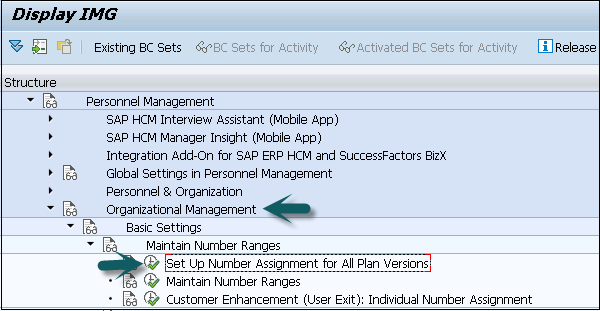 Display IMG
Existing BC Sets BC Sets for Activity Activated BC Sets for Activity Release
Structure
Personnel Management
SAP HCM Interview Assistant (Mobile App)
SAP HCM Manager Insight (Mobile App)
Integration Add-On for SAP ERP HCM and SuccessFactors BizX
Global Settings in Personnel Management
Personnel & Organization
Organizational Management
Basic Settings
Maintain Number Ranges
Set Up Number Assignment for All Plan Versions
Maintain Number Ranges
Customer Enhancement (User Exit): Individual Number Assignment